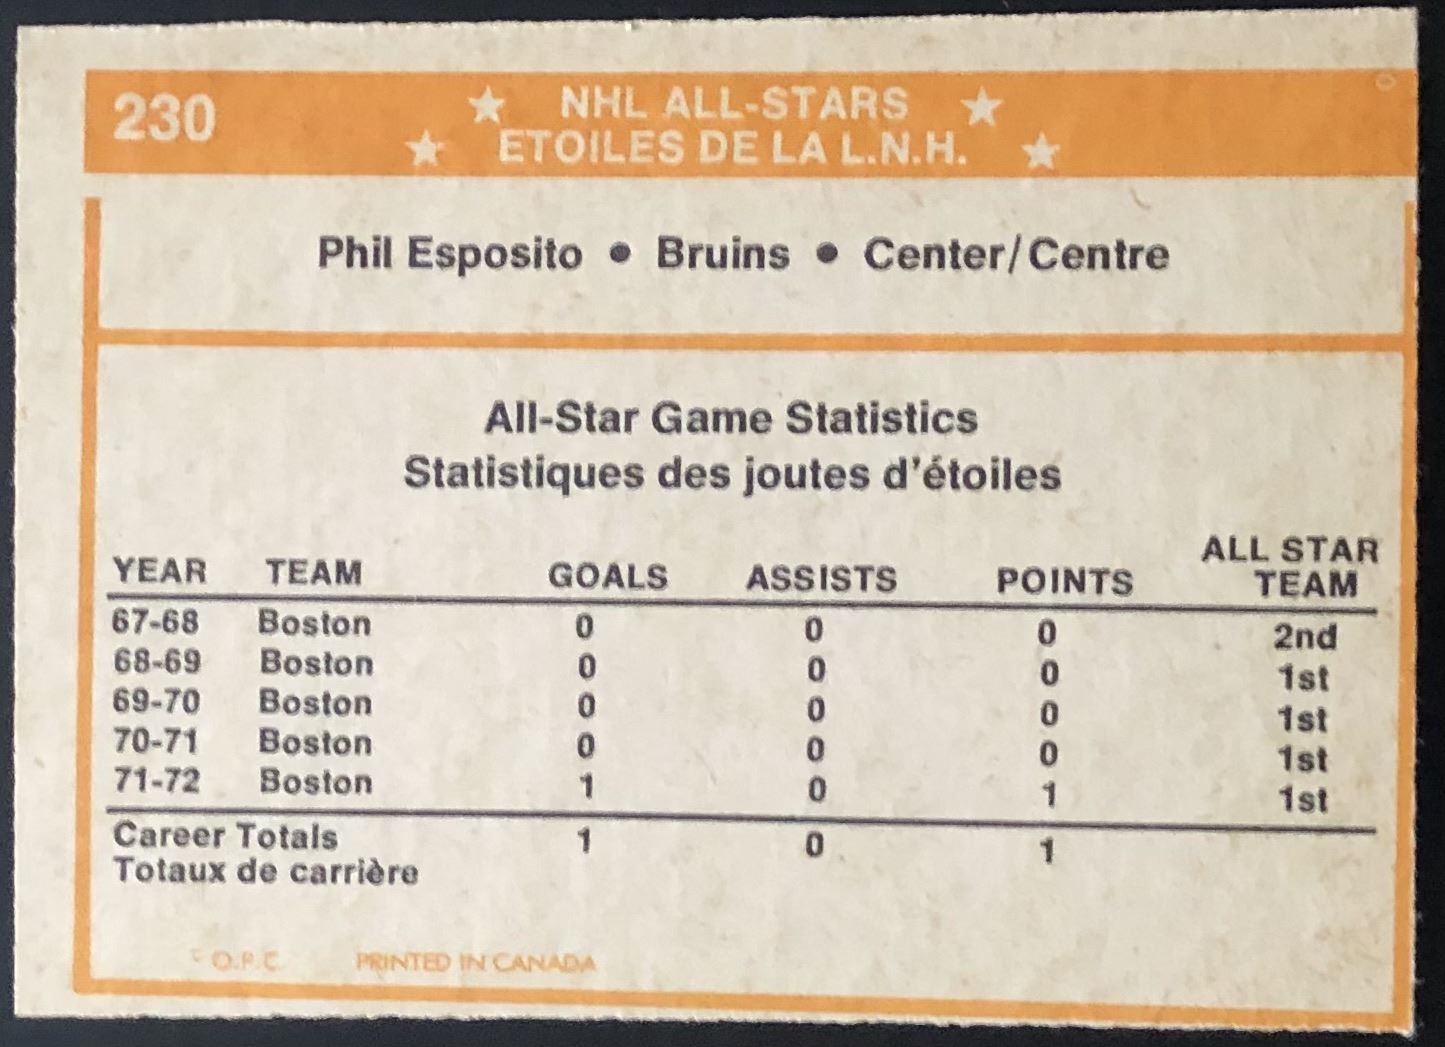 230
NHL ALL-STARS
ETOILES DE LA L.N.H.
Phil Esposito • Bruins • Center/Centre
All-Star Game Statistics
Statistiques des joutes d'étoiles
YEAR TEAM GOALS ASSISTS POINTS ALL STAR TEAM
67-68 Boston 0 0 0 2nd
68-69 Boston 0 0 0 1st
69-70 Boston 0 0 0 1st
70-71 Boston 0 0 0 1st
71-72 Boston 1 0 1 1st
Career Totals 1 0 1
Totaux de carrière
© O.P.C. PRINTED IN CANADA